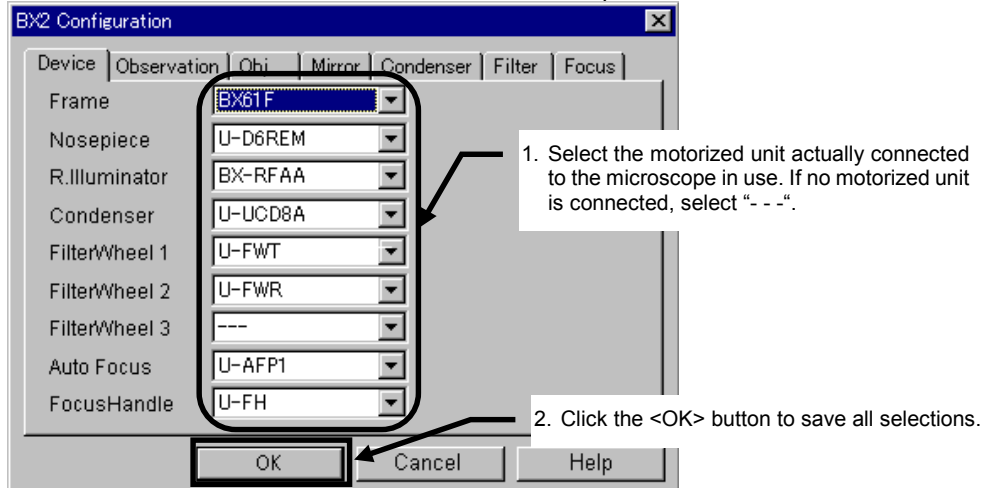 BX2 Configuration
Device Observation Obj Mirror Condenser Filter Focus
Frame BX61F
Nosepiece U-D6REM
R.Illuminator BX-RFAA
Condenser U-UCD8A
FilterWheel 1 U-FWT
FilterWheel 2 U-FWR
FilterWheel 3 ---
Auto Focus U-AFP1
FocusHandle U-FH
1. Select the motorized unit actually connected
to the microscope in use. If no motorized unit
is connected, select “- - -“.
2. Click the <OK> button to save all selections.
OK Cancel Help